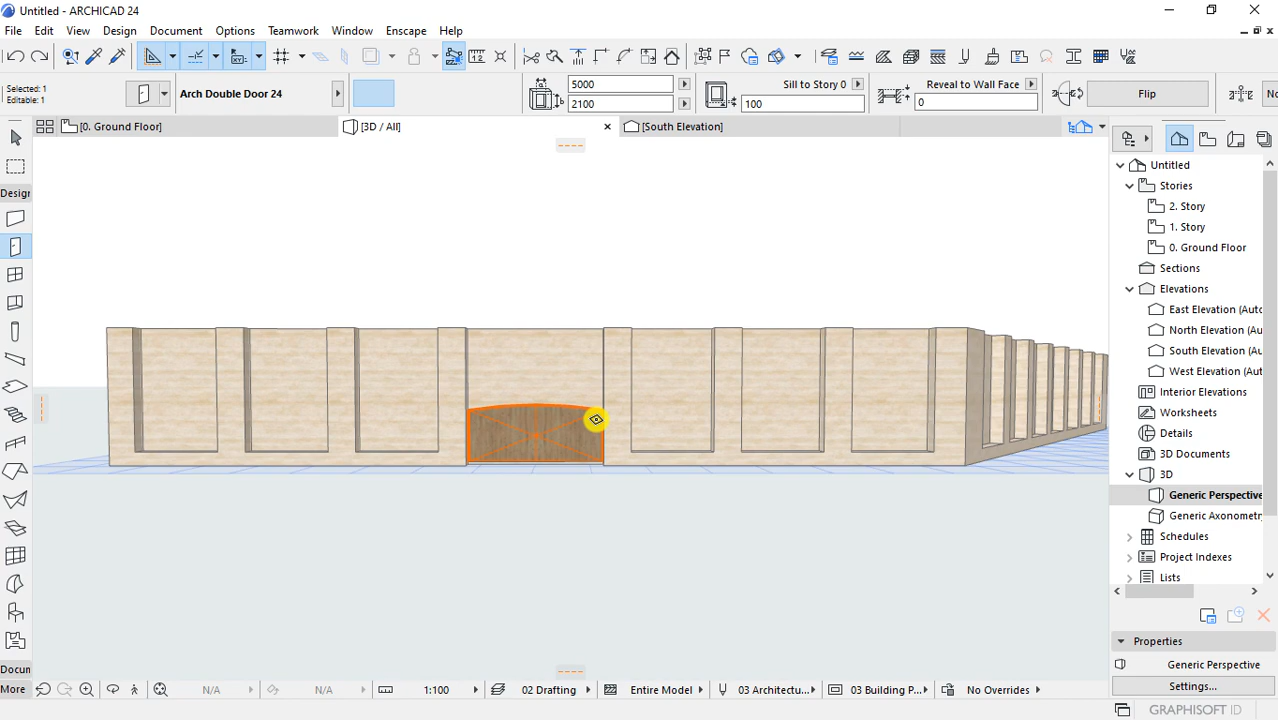 Untitled - ARCHICAD 24
File Edit View Design Document Options Teamwork Window Enscape Help
Selected: 1
Editable: 1
Arch Double Door 24
5000
2100
Sill to Story 0
100
Reveal to Wall Face
0
Flip
No
[0. Ground Floor]
[3D / All]
[South Elevation]
Design
Docun
More
Untitled
Stories
2. Story
1. Story
0. Ground Floor
Sections
Elevations
East Elevation (Auto
North Elevation (Au
South Elevation (Au
West Elevation (Aut
Interior Elevations
Worksheets
Details
3D Documents
3D
Generic Perspective
Generic Axonometr
Schedules
Project Indexes
Lists
Properties
Generic Perspective
Settings...
N/A
N/A
1:100
02 Drafting
Entire Model
03 Architectu...
03 Building P...
No Overrides
GRAPHISOFT ID